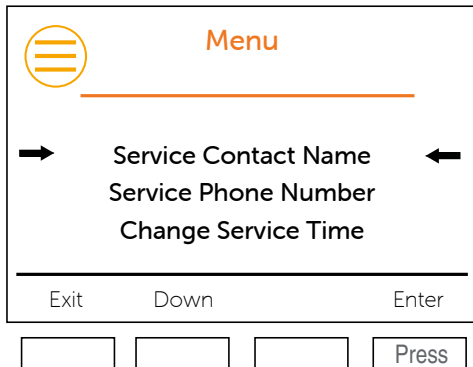 Menu
Service Contact Name
Service Phone Number
Change Service Time
Exit Down Enter
Press